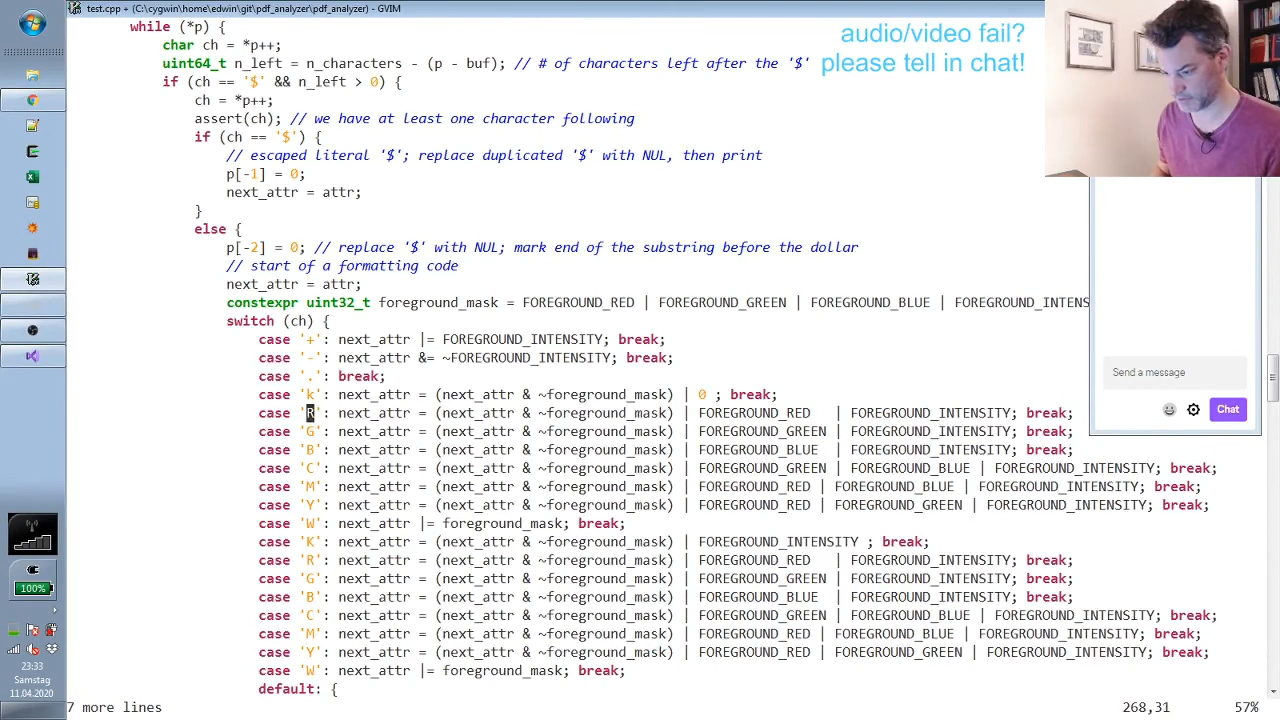 test.cpp + (C:\cygwin\home\edwin\git\pdf_analyzer\pdf_analyzer) - GVIM
while (*p) {
char ch = *p++;
uint64_t n_left = n_characters - (p - buf); // # of characters left after the '$'
if (ch == '$' && n_left > 0) {
ch = *p++;
assert(ch); // we have at least one character following
if (ch == '$') {
// escaped literal '$'; replace duplicated '$' with NUL, then print
p[-1] = 0;
next_attr = attr;
}
else {
p[-2] = 0; // replace '$' with NUL; mark end of the substring before the dollar
// start of a formatting code
next_attr = attr;
constexpr uint32_t foreground_mask = FOREGROUND_RED | FOREGROUND_GREEN | FOREGROUND_BLUE | FOREGROUND_INTENS
switch (ch) {
case '+': next_attr |= FOREGROUND_INTENSITY; break;
case '-': next_attr &= ~FOREGROUND_INTENSITY; break;
case '.': break;
case 'k': next_attr = (next_attr & ~foreground_mask) | 0 ; break;
case 'R': next_attr = (next_attr & ~foreground_mask) | FOREGROUND_RED   | FOREGROUND_INTENSITY; break;
case 'G': next_attr = (next_attr & ~foreground_mask) | FOREGROUND_GREEN | FOREGROUND_INTENSITY; break;
case 'B': next_attr = (next_attr & ~foreground_mask) | FOREGROUND_BLUE  | FOREGROUND_INTENSITY; break;
case 'C': next_attr = (next_attr & ~foreground_mask) | FOREGROUND_GREEN | FOREGROUND_BLUE | FOREGROUND_INTENSITY; break;
case 'M': next_attr = (next_attr & ~foreground_mask) | FOREGROUND_RED | FOREGROUND_BLUE | FOREGROUND_INTENSITY; break;
case 'Y': next_attr = (next_attr & ~foreground_mask) | FOREGROUND_RED | FOREGROUND_GREEN | FOREGROUND_INTENSITY; break;
case 'W': next_attr |= foreground_mask; break;
case 'K': next_attr = (next_attr & ~foreground_mask) | FOREGROUND_INTENSITY ; break;
case 'R': next_attr = (next_attr & ~foreground_mask) | FOREGROUND_RED   | FOREGROUND_INTENSITY; break;
case 'G': next_attr = (next_attr & ~foreground_mask) | FOREGROUND_GREEN | FOREGROUND_INTENSITY; break;
case 'B': next_attr = (next_attr & ~foreground_mask) | FOREGROUND_BLUE  | FOREGROUND_INTENSITY; break;
case 'C': next_attr = (next_attr & ~foreground_mask) | FOREGROUND_GREEN | FOREGROUND_BLUE | FOREGROUND_INTENSITY; break;
case 'M': next_attr = (next_attr & ~foreground_mask) | FOREGROUND_RED | FOREGROUND_BLUE | FOREGROUND_INTENSITY; break;
case 'Y': next_attr = (next_attr & ~foreground_mask) | FOREGROUND_RED | FOREGROUND_GREEN | FOREGROUND_INTENSITY; break;
case 'W': next_attr |= foreground_mask; break;
default: {
7 more lines
268,31
57%
audio/video fail?
please tell in chat!
Send a message
Chat
100%
23:33
Samstag
11.04.2020